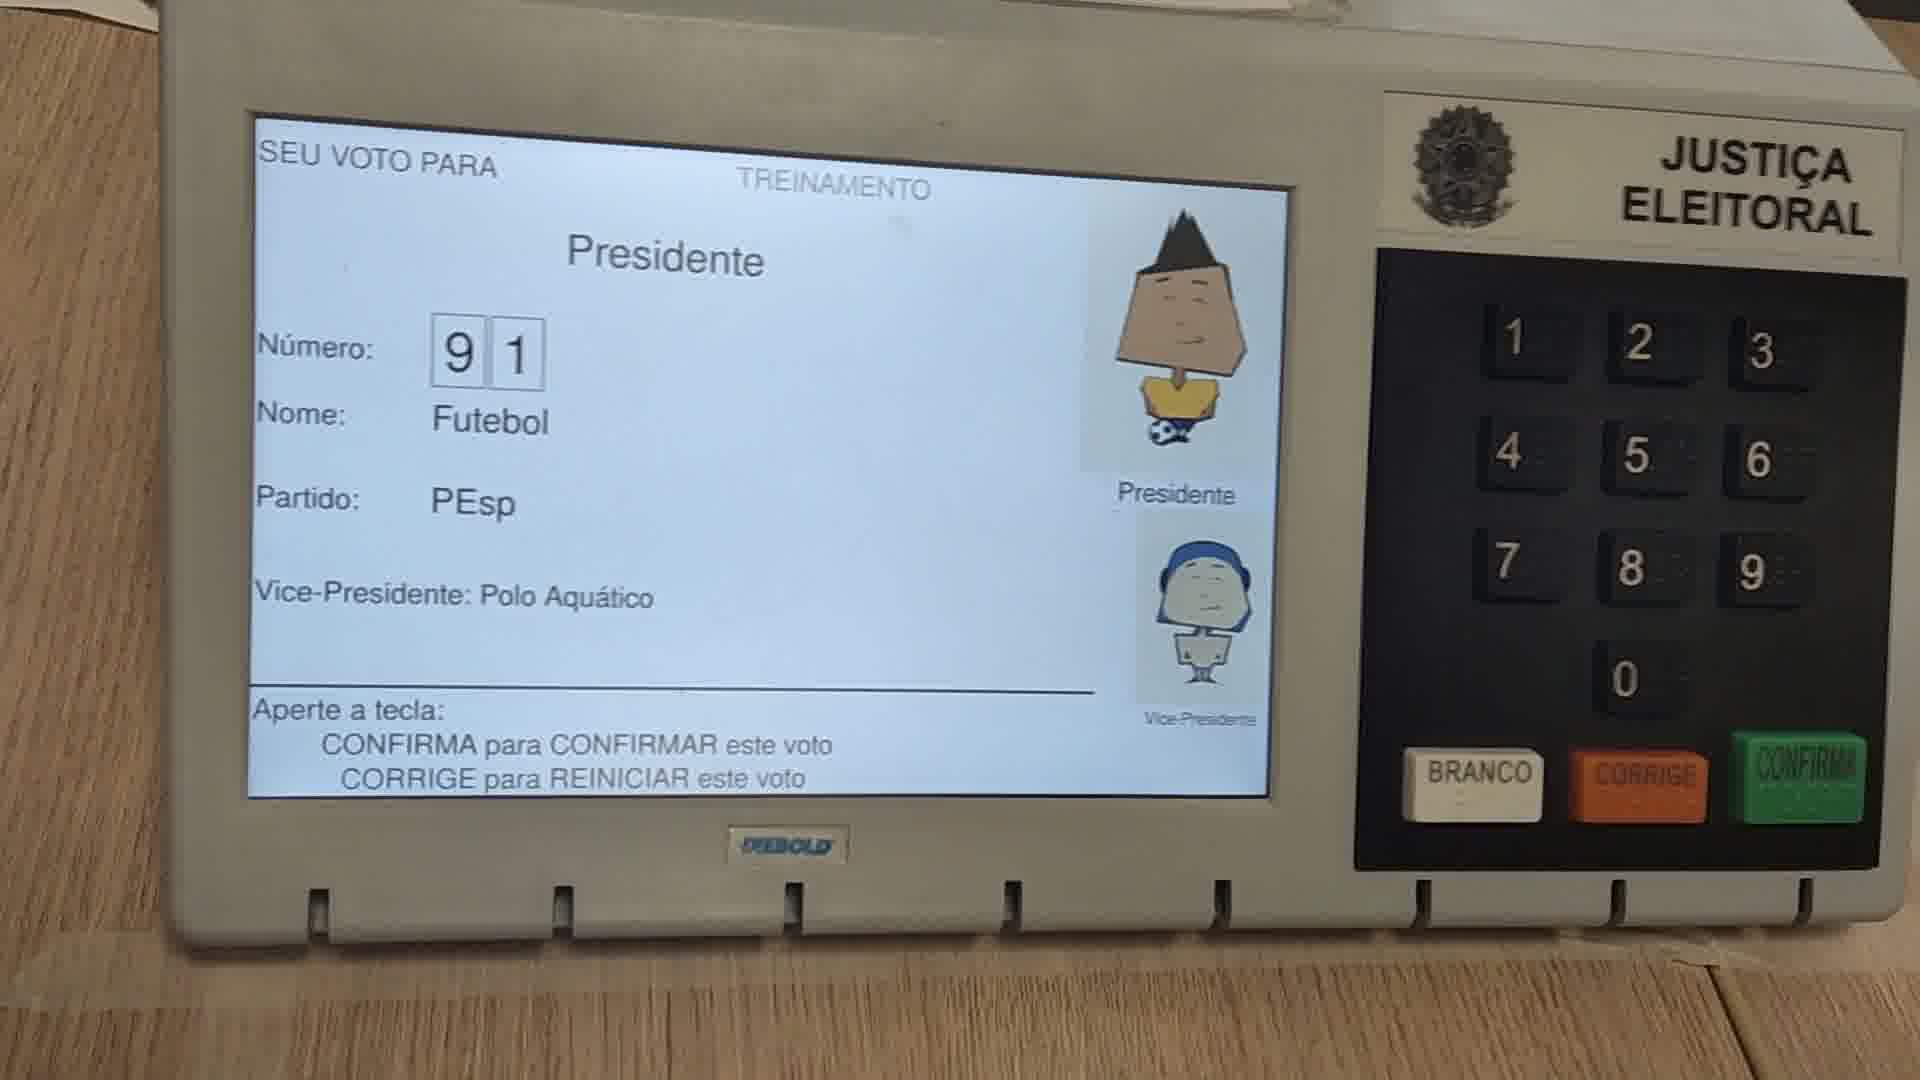 SEU VOTO PARA
TREINAMENTO
Presidente
Número: 9 1
Nome: Futebol
Partido: PEsp
Vice-Presidente: Polo Aquático
Presidente
Vice-Presidente
Aperte a tecla:
CONFIRMA para CONFIRMAR este voto
CORRIGE para REINICIAR este voto
DIEBOLD
JUSTIÇA
ELEITORAL
1 2 3
4 5 6
7 8 9
0
BRANCO CORRIGE CONFIRMA